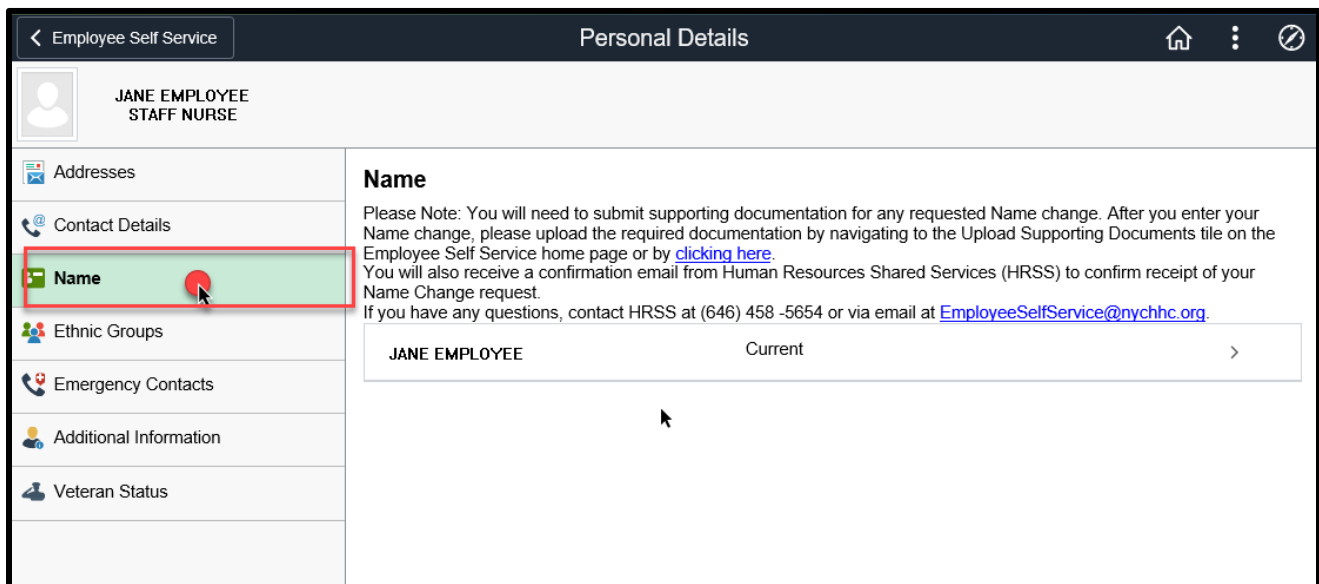 Employee Self Service
Personal Details
JANE EMPLOYEE
STAFF NURSE
Addresses
Contact Details
Name
Ethnic Groups
Emergency Contacts
Additional Information
Veteran Status
Name
Please Note: You will need to submit supporting documentation for any requested Name change. After you enter your
Name change, please upload the required documentation by navigating to the Upload Supporting Documents tile on the
Employee Self Service home page or by clicking here.
You will also receive a confirmation email from Human Resources Shared Services (HRSS) to confirm receipt of your
Name Change request.
If you have any questions, contact HRSS at (646) 458 -5654 or via email at EmployeeSelfService@nychhc.org.
JANE EMPLOYEE Current